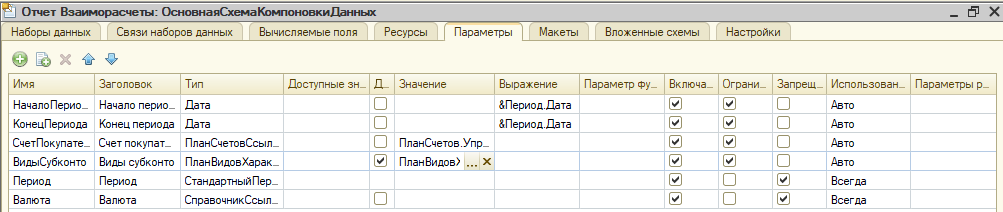 Отчет Взаиморасчеты: ОсновнаяСхемаКомпоновкиДанных
Наборы данных Связи наборов данных Вычисляемые поля Ресурсы Параметры Макеты Вложенные схемы Настройки
Имя Заголовок Тип Доступные зн... Д... Значение Выражение Параметр фу... Включа... Ограни... Запрещ... Использован... Параметры р...
НачалоПерио... Начало перио... Дата &Период.Дата Авто
КонецПериода Конец периода Дата &Период.Дата Авто
СчетПокупате... Счет покупат... ПланСчетовСсыл... ПланСчетов.Упр... Авто
ВидыСубконто Виды субконто ПланВидовХарак... ПланВидовХ ... Авто
Период Период СтандартныйПер... Всегда
Валюта Валюта СправочникСсыл... Всегда